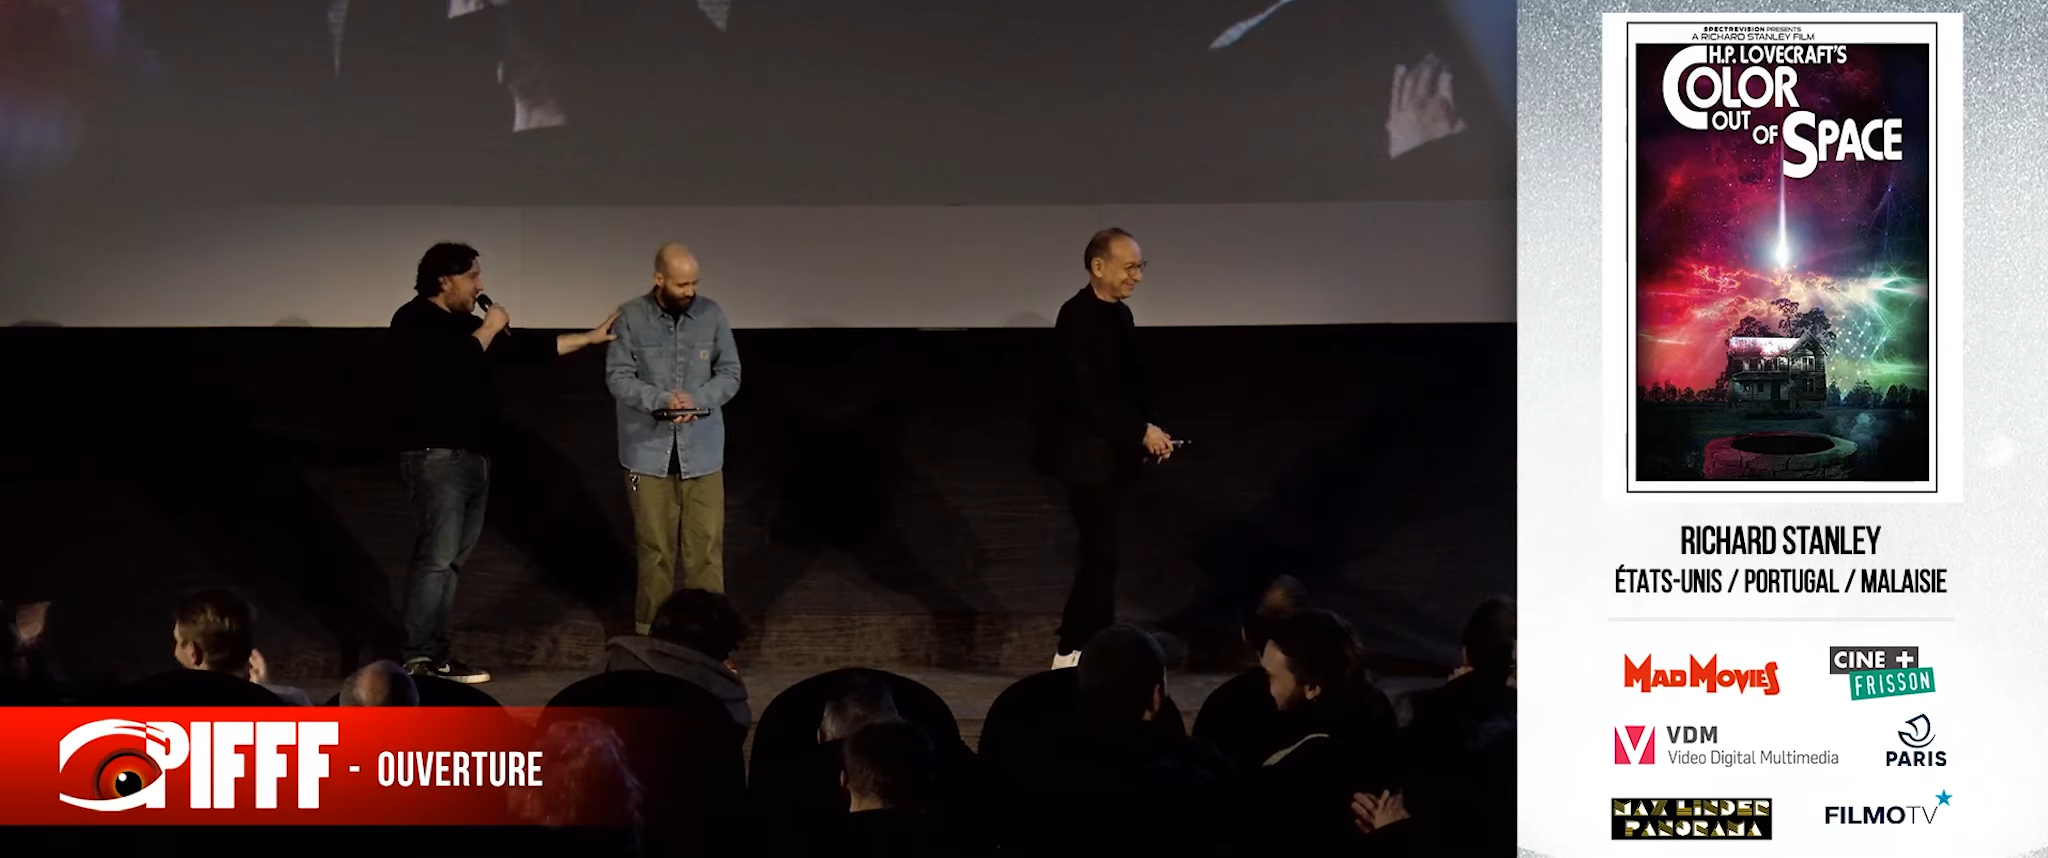 SPECTREVISION PRESENTS
A RICHARD STANLEY FILM
H.P. LOVECRAFT'S
COLOR
OUT OF SPACE
RICHARD STANLEY
ÉTATS-UNIS / PORTUGAL / MALAISIE
MAD MOVIES
CINE +
FRISSON
VDM
Video Digital Multimedia
PARIS
MAX LINDER
PANORAMA
FILMOTV
PIFFF - OUVERTURE